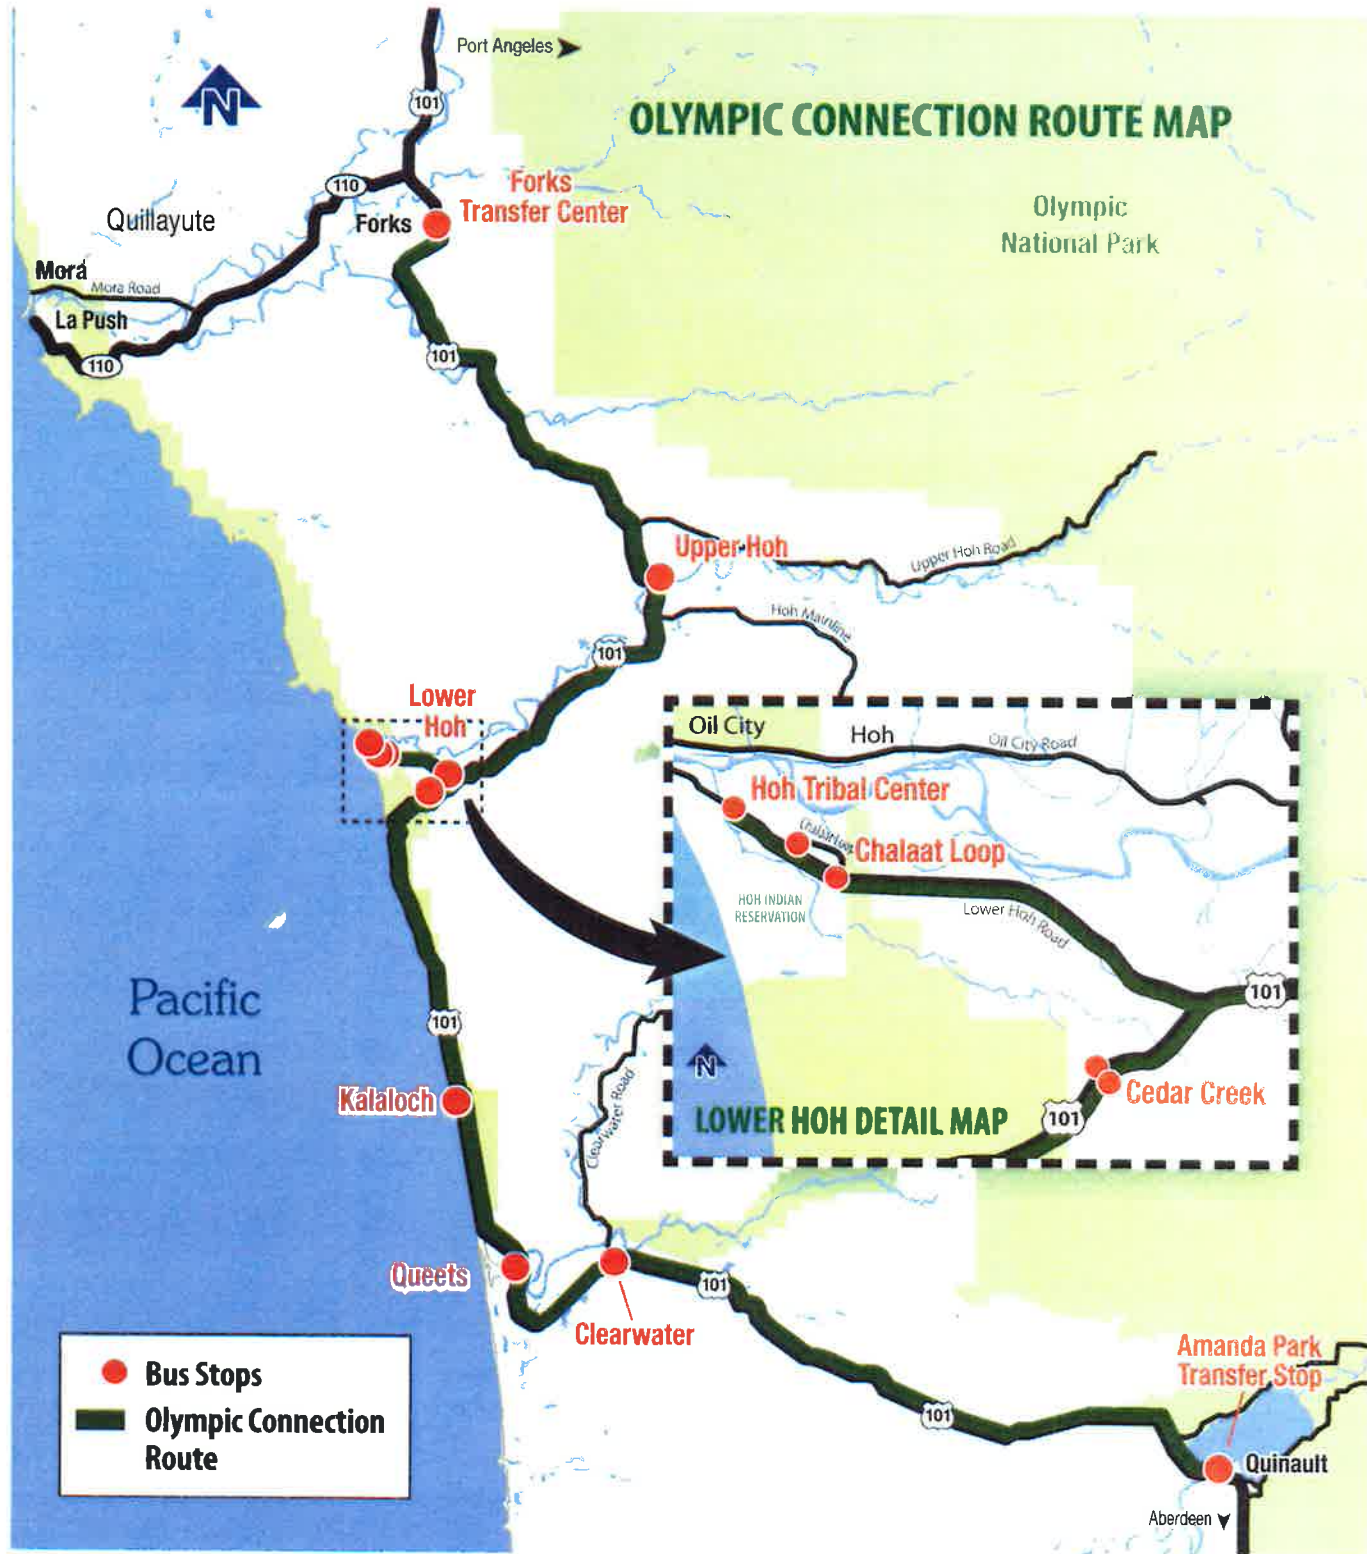 Port Angeles
N
101
OLYMPIC CONNECTION ROUTE MAP
110
Forks
Transfer Center
Forks
Quillayute
Olympic
National Park
Mora
Mora Road
La Push
110
101
Upper Hoh
Upper Hoh Road
Hoh Mainline
101
Lower
Hoh
Oil City
Hoh
Oil City Road
Hoh Tribal Center
Chalaat Loop
Chalaat Loop
HOH INDIAN
RESERVATION
Lower Hoh Road
101
N
Cedar Creek
101
LOWER HOH DETAIL MAP
Pacific
Ocean
101
Kalaloch
Clearwater Road
Queets
101
Clearwater
Amanda Park
Transfer Stop
101
Quinault
Aberdeen
Bus Stops
Olympic Connection
Route